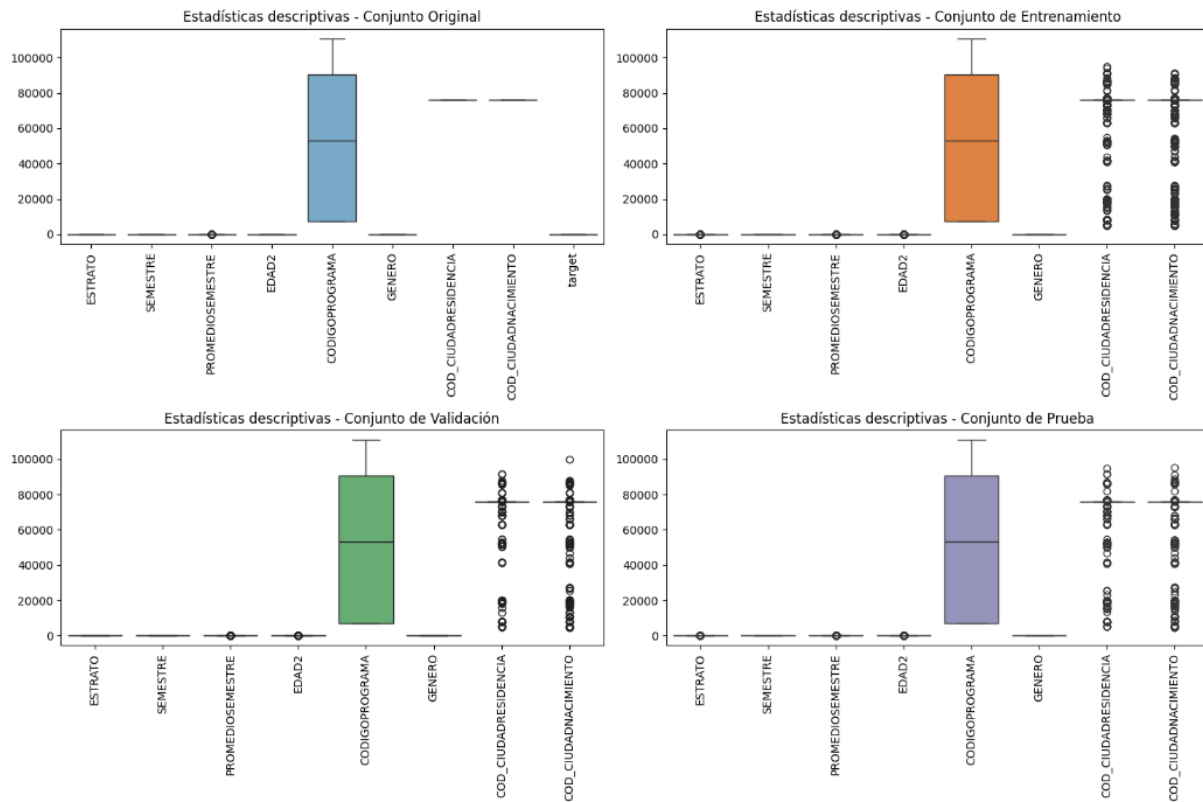 Estadísticas descriptivas - Conjunto Original
100000
80000
60000
40000
20000
0
ESTRATO
SEMESTRE
PROMEDIOSEMESTRE
EDAD2
CODIGOPROGRAMA
GENERO
COD_CIUDADRESIDENCIA
COD_CIUDADNACIMIENTO
target
Estadísticas descriptivas - Conjunto de Entrenamiento
100000
80000
60000
40000
20000
0
ESTRATO
SEMESTRE
PROMEDIOSEMESTRE
EDAD2
CODIGOPROGRAMA
GENERO
COD_CIUDADRESIDENCIA
COD_CIUDADNACIMIENTO
Estadísticas descriptivas - Conjunto de Validación
100000
80000
60000
40000
20000
0
ESTRATO
SEMESTRE
PROMEDIOSEMESTRE
EDAD2
CODIGOPROGRAMA
GENERO
COD_CIUDADRESIDENCIA
COD_CIUDADNACIMIENTO
Estadísticas descriptivas - Conjunto de Prueba
100000
80000
60000
40000
20000
0
ESTRATO
SEMESTRE
PROMEDIOSEMESTRE
EDAD2
CODIGOPROGRAMA
GENERO
COD_CIUDADRESIDENCIA
COD_CIUDADNACIMIENTO